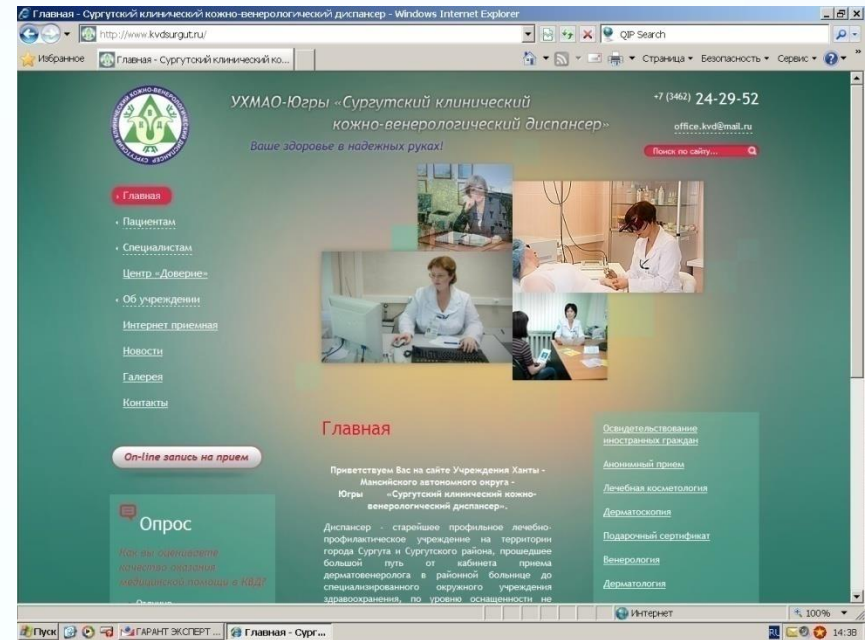 Главная - Сургутский клинический кожно-венерологический диспансер - Windows Internet Explorer
http://www.kvdsurgut.ru/
QIP Search
Избранное
Главная - Сургутский клинический ко...
Страница
Безопасность
Сервис
УХМАО-Югры «Сургутский клинический
кожно-венерологический диспансер»
Ваше здоровье в надежных руках!
+7 (3462) 24-29-52
office.kvd@mail.ru
Поиск по сайту...
Главная
Пациентам
Специалистам
Центр «Доверие»
Об учреждении
Интернет приемная
Новости
Галерея
Контакты
On-line запись на прием
Опрос
Как вы оцениваете
качество оказания
медицинской помощи в КВД?
Отлично
Главная
Приветствуем Вас на сайте Учреждения Ханты -
Мансийского автономного округа -
Югры «Сургутский клинический кожно-
венерологический диспансер».
Диспансер - старейшее профильное лечебно-
профилактическое учреждение на территории
города Сургута и Сургутского района, прошедшее
большой путь от кабинета приема
дерматовенеролога в районной больнице до
специализированного окружного учреждения
здравоохранения, по уровню оснащенности не
Освидетельствование
иностранных граждан
Анонимный прием
Лечебная косметология
Дерматоскопия
Подарочный сертификат
Венерология
Дерматология
Интернет
100%
Пуск
ГАРАНТ ЭКСПЕРТ ...
Главная - Сург...
RU
14:38